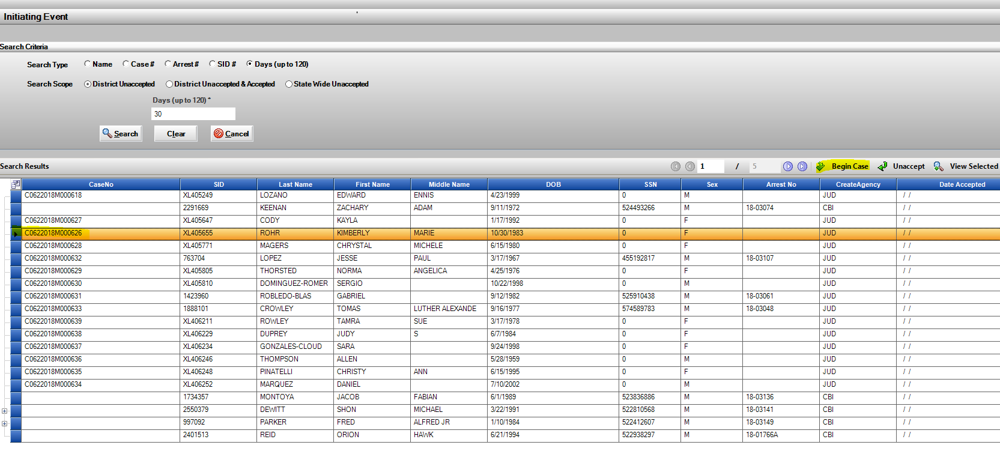 Initiating Event
Search Criteria
Search Type Name Case # Arrest # SID # Days (up to 120)
Search Scope District Unaccepted District Unaccepted & Accepted State Wide Unaccepted
Days (up to 120) *
30
Search Clear Cancel
Search Results 1 / 5 Begin Case Unaccept View Selected
CaseNo SID Last Name First Name Middle Name DOB SSN Sex Arrest No CreateAgency Date Accepted
C0622018M000618 XL405249 LOZANO EDWARD ENNIS 4/23/1999 0 M JUD / /
2291669 KEENAN ZACHARY ADAM 9/11/1972 524493266 M 18-03074 CBI / /
C0622018M000627 XL405647 CODY KAYLA 1/17/1992 0 F JUD / /
C0622018M000626 XL405655 ROHR KIMBERLY MARIE 10/30/1983 0 F JUD / /
C0622018M000628 XL405771 MAGERS CHRYSTAL MICHELE 6/15/1980 0 F JUD / /
C0622018M000632 763704 LOPEZ JESSE PAUL 3/17/1967 455192817 M 18-03107 JUD / /
C0622018M000629 XL405805 THORSTED NORMA ANGELICA 4/25/1976 0 F JUD / /
C0622018M000630 XL405810 DOMINGUEZ-ROMER SERGIO 10/22/1998 0 M JUD / /
C0622018M000631 1423960 ROBLEDO-BLAS GABRIEL 9/12/1982 525910438 M 18-03061 JUD / /
C0622018M000633 1888101 CROWLEY TOMAS LUTHER ALEXANDE 9/16/1977 574589783 M 18-03048 JUD / /
C0622018M000639 XL406211 ROWLEY TAMRA SUE 3/17/1978 0 F JUD / /
C0622018M000638 XL406229 DUPREY JUDY S 6/7/1984 0 F JUD / /
C0622018M000637 XL406234 GONZALES-CLOUD SARA 9/24/1998 0 F JUD / /
C0622018M000636 XL406246 THOMPSON ALLEN 5/28/1959 0 M JUD / /
C0622018M000635 XL406248 PINATELLI CHRISTY ANN 6/15/1995 0 F JUD / /
C0622018M000634 XL406252 MARQUEZ DANIEL 7/10/2002 0 M JUD / /
1734357 MONTOYA JACOB FABIAN 6/1/1989 523836886 M 18-03136 CBI / /
2550379 DEWITT SHON MICHAEL 3/22/1991 522810568 M 18-03141 CBI / /
997092 PARKER FRED ALFRED JR 1/10/1984 522412607 M 18-03149 CBI / /
2401513 REID ORION HAWK 6/21/1994 522938297 M 18-01766A CBI / /